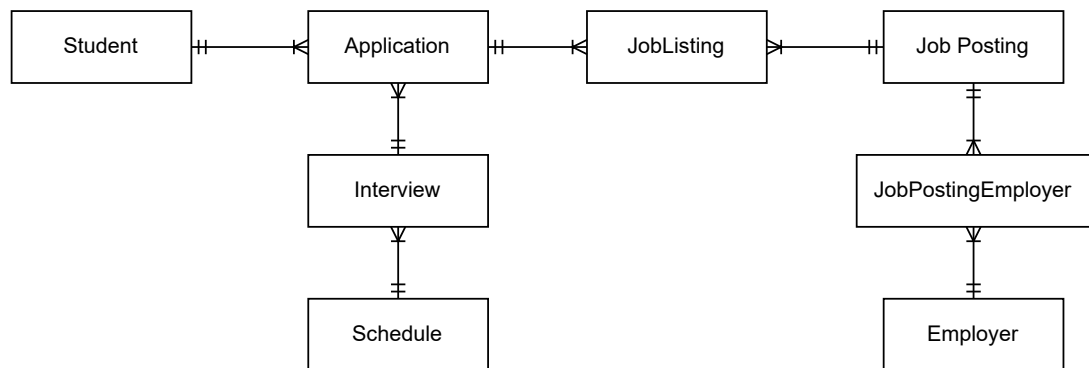 Student
Application
JobListing
Job Posting
Interview
JobPostingEmployer
Schedule
Employer